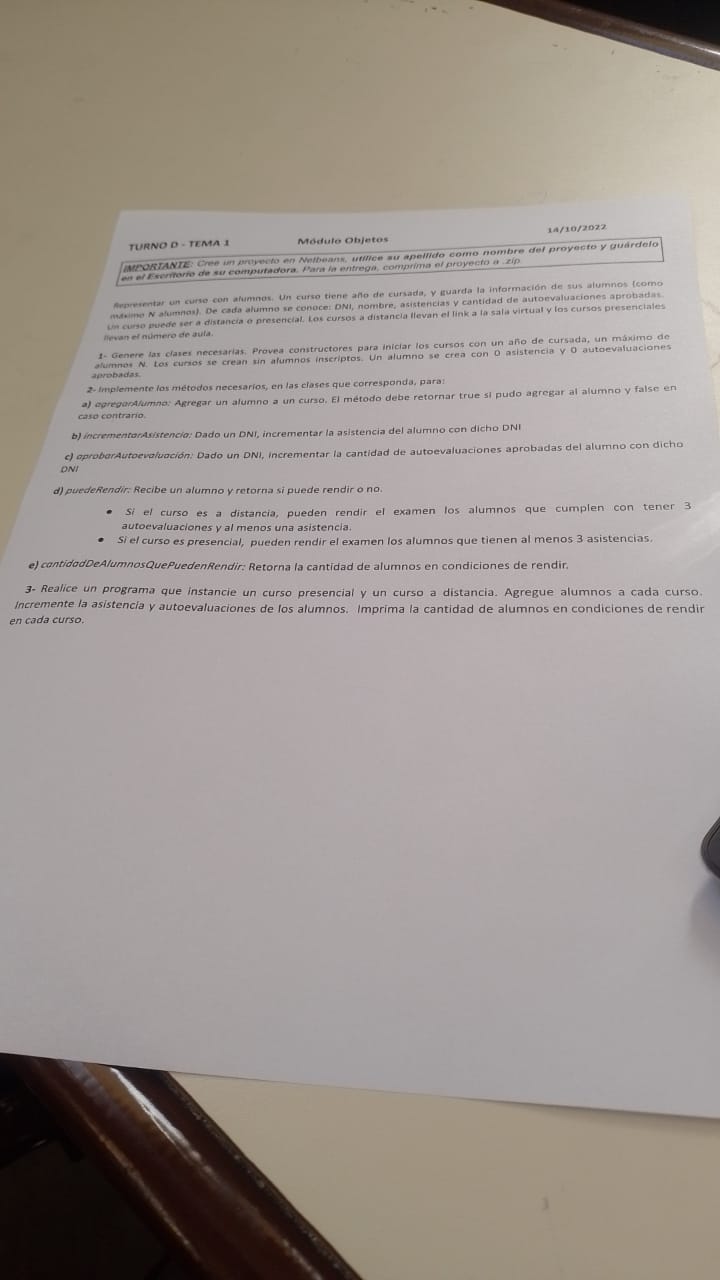 TURNO D - TEMA 1 Módulo Objetos 14/10/2022
IMPORTANTE: Cree un proyecto en Netbeans, utilice su apellido como nombre del proyecto y guárdelo
en el Escritorio de su computadora. Para la entrega, comprima el proyecto a .zip
Representar un curso con alumnos. Un curso tiene año de cursada, y guarda la información de sus alumnos (como
máximo N alumnos). De cada alumno se conoce: DNI, nombre, asistencias y cantidad de autoevaluaciones aprobadas.
Un curso puede ser a distancia o presencial. Los cursos a distancia llevan el link a la sala virtual y los cursos presenciales
llevan el número de aula.
1- Genere las clases necesarias. Provea constructores para iniciar los cursos con un año de cursada, un máximo de
alumnos N. Los cursos se crean sin alumnos inscriptos. Un alumno se crea con 0 asistencia y 0 autoevaluaciones
aprobadas.
2- Implemente los métodos necesarios, en las clases que corresponda, para:
a) agregarAlumno: Agregar un alumno a un curso. El método debe retornar true si pudo agregar al alumno y false en
caso contrario.
b) incrementarAsistencia: Dado un DNI, incrementar la asistencia del alumno con dicho DNI
c) aprobarAutoevaluación: Dado un DNI, incrementar la cantidad de autoevaluaciones aprobadas del alumno con dicho
DNI
d) puedeRendir: Recibe un alumno y retorna si puede rendir o no.
• Si el curso es a distancia, pueden rendir el examen los alumnos que cumplen con tener 3
autoevaluaciones y al menos una asistencia.
• Si el curso es presencial, pueden rendir el examen los alumnos que tienen al menos 3 asistencias.
e) cantidadDeAlumnosQuePuedenRendir: Retorna la cantidad de alumnos en condiciones de rendir.
3- Realice un programa que instancie un curso presencial y un curso a distancia. Agregue alumnos a cada curso.
Incremente la asistencia y autoevaluaciones de los alumnos. Imprima la cantidad de alumnos en condiciones de rendir
en cada curso.